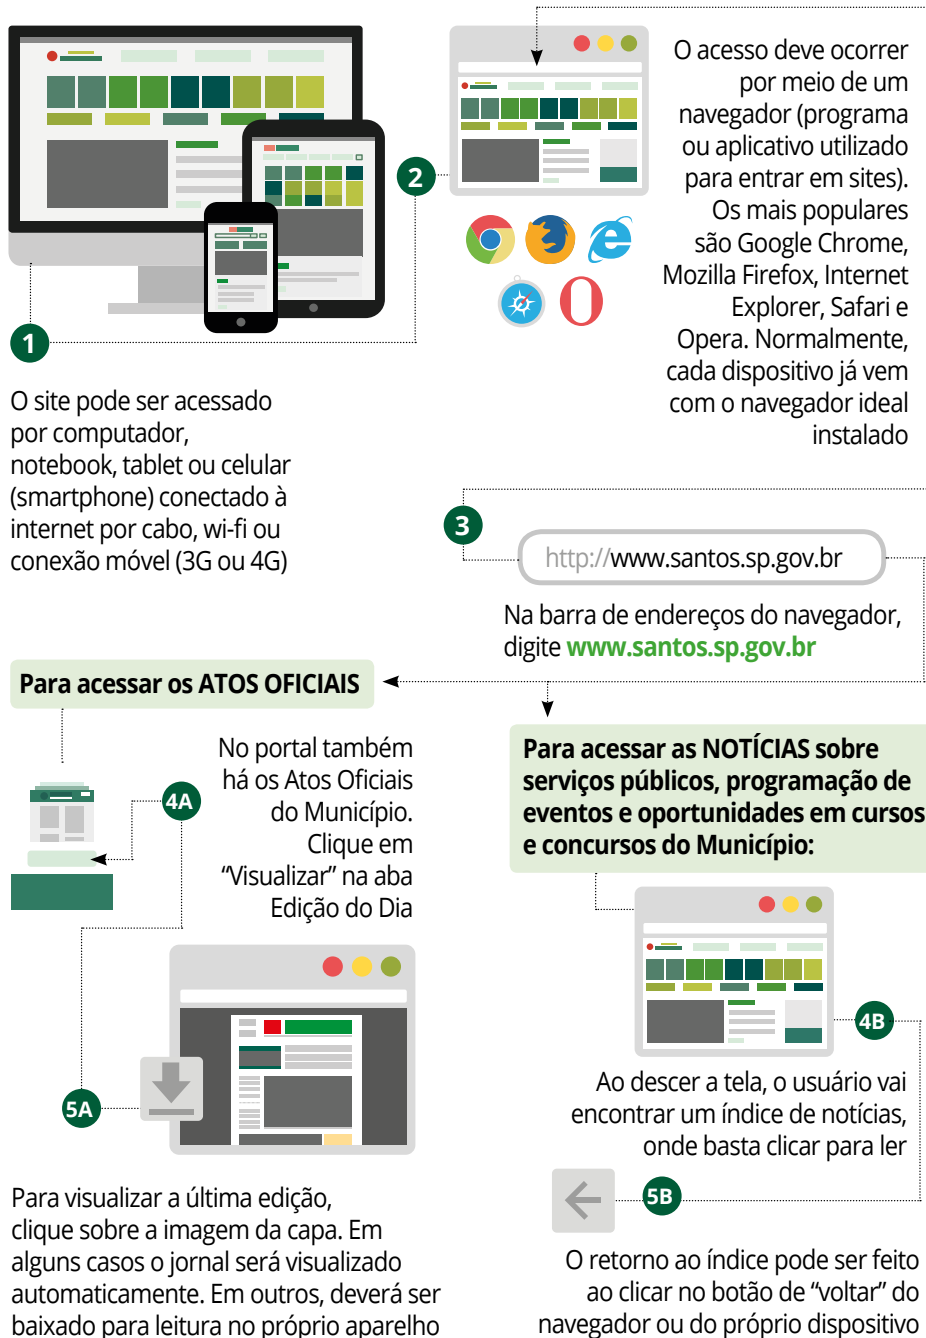 1
O site pode ser acessado
por computador,
notebook, tablet ou celular
(smartphone) conectado à
internet por cabo, wi-fi ou
conexão móvel (3G ou 4G)
2
O acesso deve ocorrer
por meio de um
navegador (programa
ou aplicativo utilizado
para entrar em sites).
Os mais populares
são Google Chrome,
Mozilla Firefox, Internet
Explorer, Safari e
Opera. Normalmente,
cada dispositivo já vem
com o navegador ideal
instalado
3
http://www.santos.sp.gov.br
Na barra de endereços do navegador,
digite www.santos.sp.gov.br
Para acessar os ATOS OFICIAIS
4A
No portal também
há os Atos Oficiais
do Município.
Clique em
“Visualizar” na aba
Edição do Dia
5A
Para visualizar a última edição,
clique sobre a imagem da capa. Em
alguns casos o jornal será visualizado
automaticamente. Em outros, deverá ser
baixado para leitura no próprio aparelho
Para acessar as NOTÍCIAS sobre
serviços públicos, programação de
eventos e oportunidades em cursos
e concursos do Município:
4B
Ao descer a tela, o usuário vai
encontrar um índice de notícias,
onde basta clicar para ler
5B
O retorno ao índice pode ser feito
ao clicar no botão de “voltar” do
navegador ou do próprio dispositivo